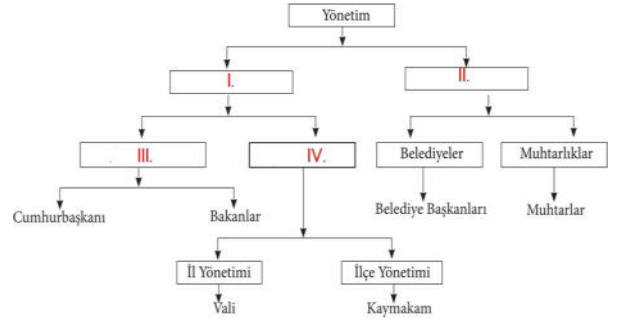 Yönetim
I.
II.
III.
IV.
Belediyeler
Muhtarlıklar
Cumhurbaşkanı
Bakanlar
Belediye Başkanları
Muhtarlar
İl Yönetimi
İlçe Yönetimi
Vali
Kaymakam